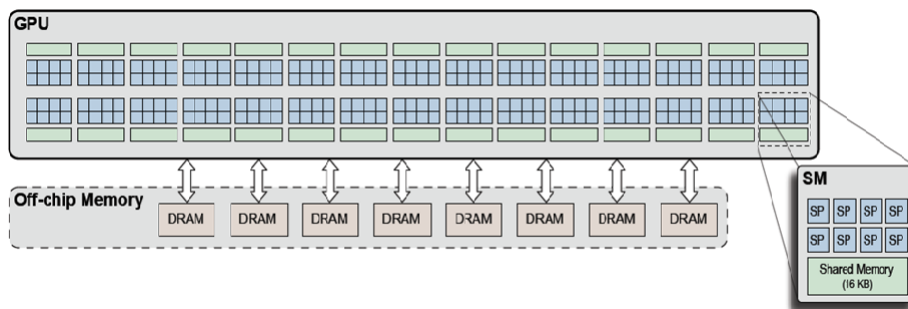 GPU
Off-chip Memory
DRAM DRAM DRAM DRAM DRAM DRAM DRAM DRAM
SM
SP SP SP SP
SP SP SP SP
Shared Memory
(16 KB)